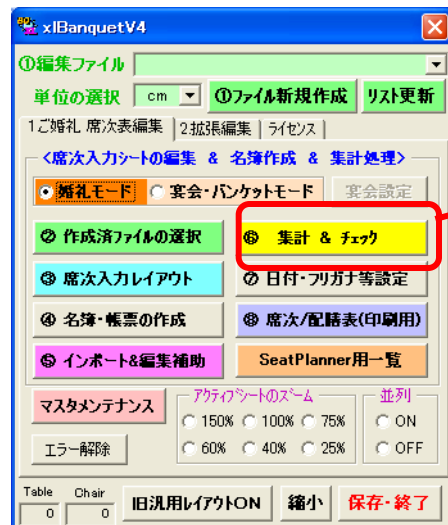 xlBanquetV4
①編集ファイル
単位の選択 cm ①ファイル新規作成 リスト更新
1ご婚礼 席次表編集 2拡張編集 ライセンス
<席次入力シートの編集 & 名簿作成 & 集計処理>
婚礼モード 宴会・バンケットモード 宴会設定
② 作成済ファイルの選択 ⑥ 集計 & チェック
③ 席次入力レイアウト ⑦ 日付・フリガナ等設定
④ 名簿・帳票の作成 ⑧ 席次/配膳表(印刷用)
⑤ インポート&編集補助 SeatPlanner用一覧
マスタメンテナンス アクティブシートのズーム 並列
150% 100% 75% ON
エラー解除 60% 40% 25% OFF
Table Chair
0 0 旧汎用レイアウトON 縮小 保存・終了